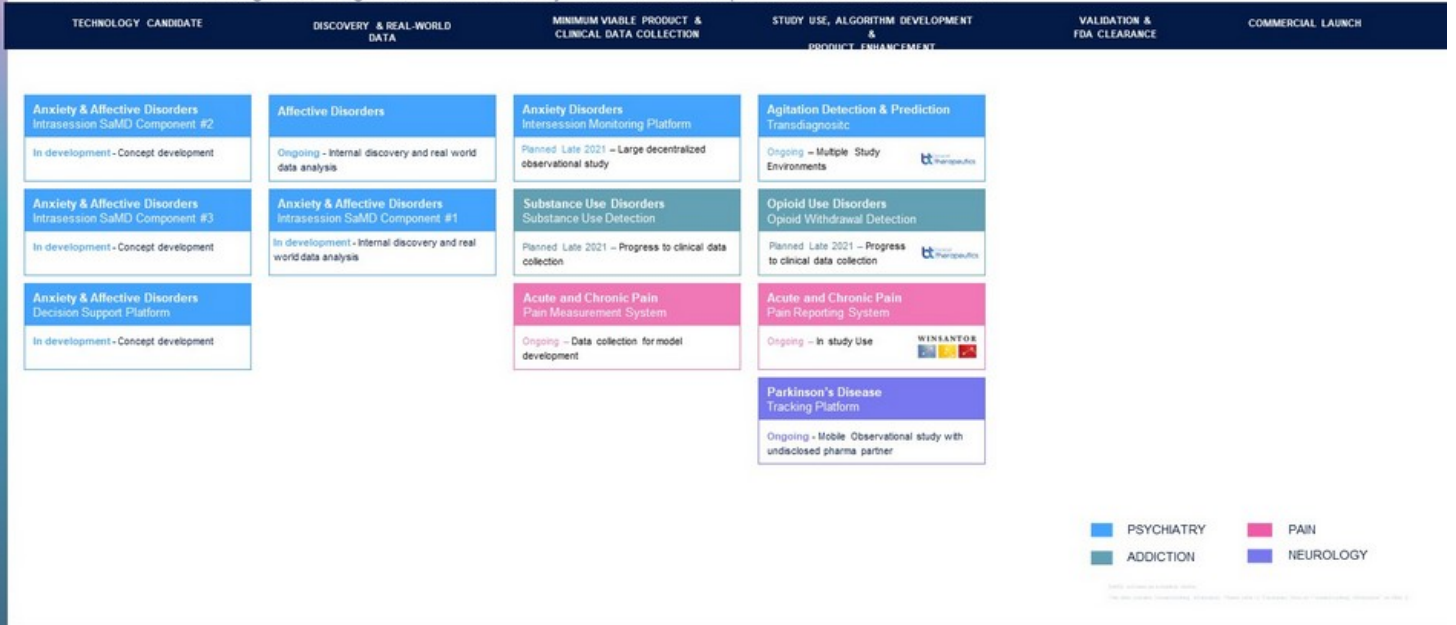 TECHNOLOGY CANDIDATE
DISCOVERY & REAL-WORLD
DATA
MINIMUM VIABLE PRODUCT &
CLINICAL DATA COLLECTION
STUDY USE, ALGORITHM DEVELOPMENT
&
PRODUCT ENHANCEMENT
VALIDATION &
FDA CLEARANCE
COMMERCIAL LAUNCH
Anxiety & Affective Disorders
Intrasession SaMD Component #2
In development - Concept development
Anxiety & Affective Disorders
Intrasession SaMD Component #3
In development - Concept development
Anxiety & Affective Disorders
Decision Support Platform
In development - Concept development
Affective Disorders
Ongoing - Internal discovery and real world
data analysis
Anxiety & Affective Disorders
Intrasession SaMD Component #1
In development - Internal discovery and real
world data analysis
Anxiety Disorders
Intersession Monitoring Platform
Planned Late 2021 – Large decentralized
observational study
Substance Use Disorders
Substance Use Detection
Planned Late 2021 – Progress to clinical data
collection
Acute and Chronic Pain
Pain Measurement System
Ongoing – Data collection for model
development
Agitation Detection & Prediction
Transdiagnositc
Ongoing – Multiple Study
Environments
therapeutics
Opioid Use Disorders
Opioid Withdrawal Detection
Planned Late 2021 – Progress
to clinical data collection
therapeutics
Acute and Chronic Pain
Pain Reporting System
Ongoing – In study Use
WINSANTOR
Parkinson's Disease
Tracking Platform
Ongoing - Mobile Observational study with
undisclosed pharma partner
PSYCHIATRY
PAIN
ADDICTION
NEUROLOGY